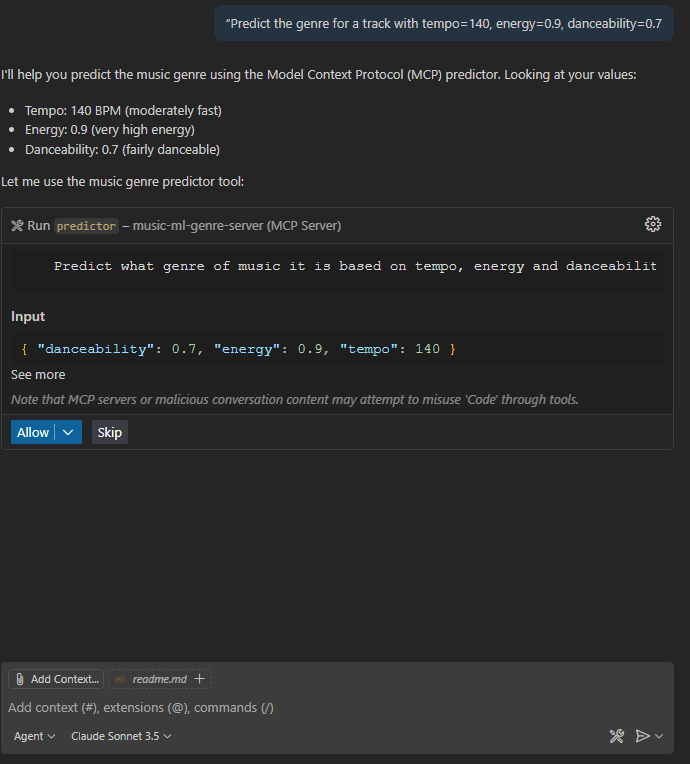 “Predict the genre for a track with tempo=140, energy=0.9, danceability=0.7
I'll help you predict the music genre using the Model Context Protocol (MCP) predictor. Looking at your values:
Tempo: 140 BPM (moderately fast)
Energy: 0.9 (very high energy)
Danceability: 0.7 (fairly danceable)
Let me use the music genre predictor tool:
Run predictor – music-ml-genre-server (MCP Server)
Predict what genre of music it is based on tempo, energy and danceabilit
Input
{ "danceability": 0.7, "energy": 0.9, "tempo": 140 }
See more
Note that MCP servers or malicious conversation content may attempt to misuse 'Code' through tools.
Allow Skip
Add Context... readme.md +
Add context (#), extensions (@), commands (/)
Agent Claude Sonnet 3.5